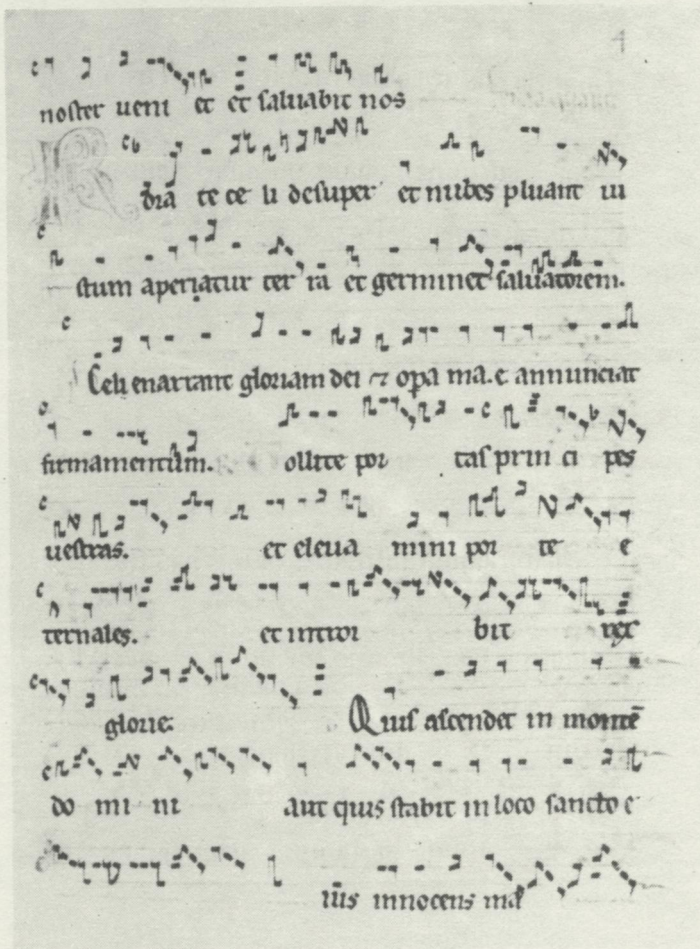 4
noster ueni et et saluabit nos
Rora te ce li desuper et nubes pluant iu
stum aperiatur ter ra et germinet saluatorem.
Celi enarrant gloriam dei ⁊ opa ma.e annunciat
firmamentum. ollite por tas prin ci pes
uestras. et eleua mini por te e
ternales. et introi bit rex
glorie. Quis ascendet in montē
do mi ni aut quis stabit in loco sancto e
ius innocens ma